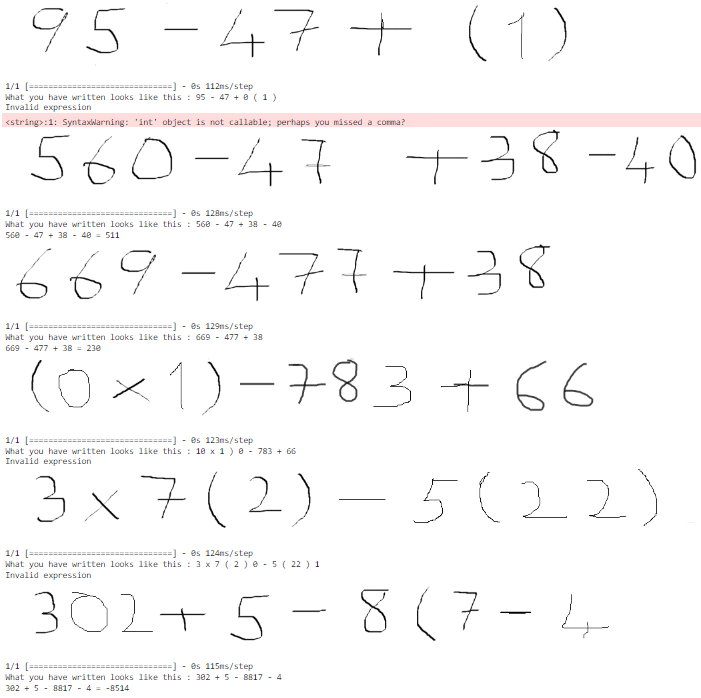 95 - 47 + (1)
1/1 [==============================] - 0s 112ms/step
What you have written looks like this : 95 - 47 + 0 ( 1 )
Invalid expression
<string>:1: SyntaxWarning: 'int' object is not callable; perhaps you missed a comma?
560 - 47 + 38 - 40
1/1 [==============================] - 0s 128ms/step
What you have written looks like this : 560 - 47 + 38 - 40
560 - 47 + 38 - 40 = 511
669 - 477 + 38
1/1 [==============================] - 0s 129ms/step
What you have written looks like this : 669 - 477 + 38
669 - 477 + 38 = 230
(0 × 1) - 783 + 66
1/1 [==============================] - 0s 123ms/step
What you have written looks like this : 10 x 1 ) 0 - 783 + 66
Invalid expression
3 × 7 (2) - 5 (22)
1/1 [==============================] - 0s 124ms/step
What you have written looks like this : 3 x 7 ( 2 ) 0 - 5 ( 22 ) 1
Invalid expression
302 + 5 - 8 (7 - 4
1/1 [==============================] - 0s 115ms/step
What you have written looks like this : 302 + 5 - 8817 - 4
302 + 5 - 8817 - 4 = -8514